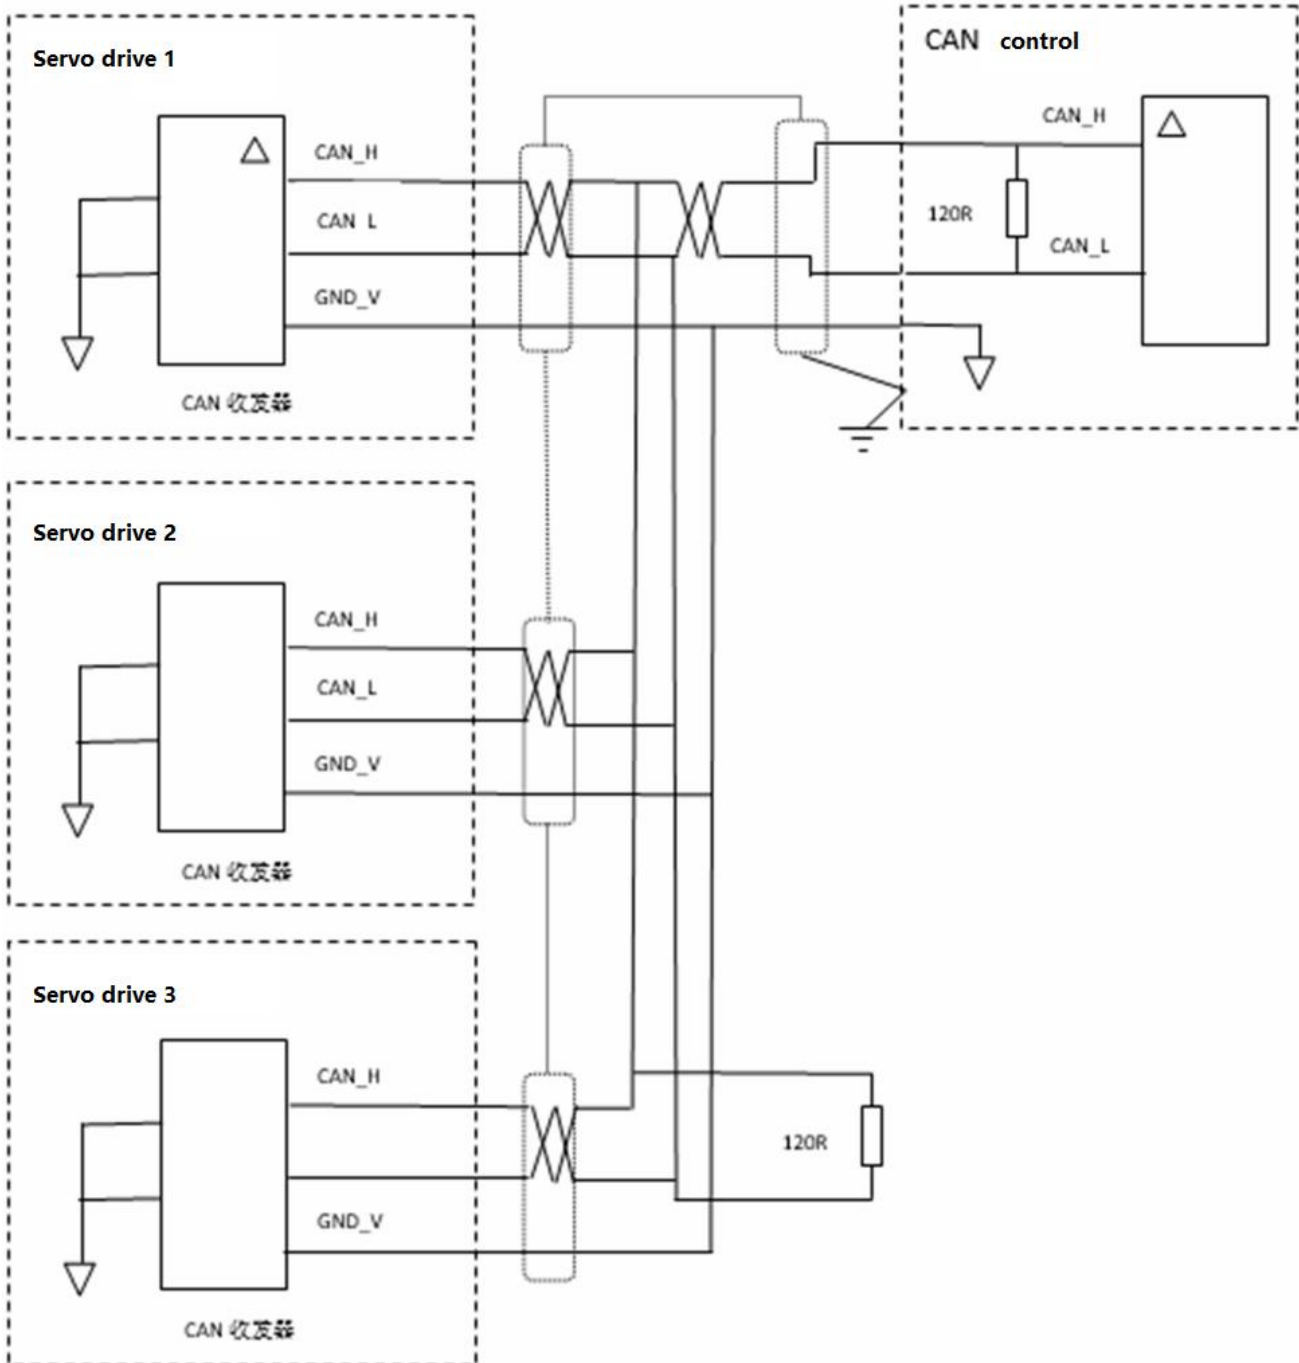 Servo drive 1
CAN_H
CAN L
GND_V
CAN 收发器
CAN control
CAN_H
120R
CAN_L
Servo drive 2
CAN_H
CAN_L
GND_V
CAN 收发器
Servo drive 3
CAN_H
GND_V
CAN 收发器
120R